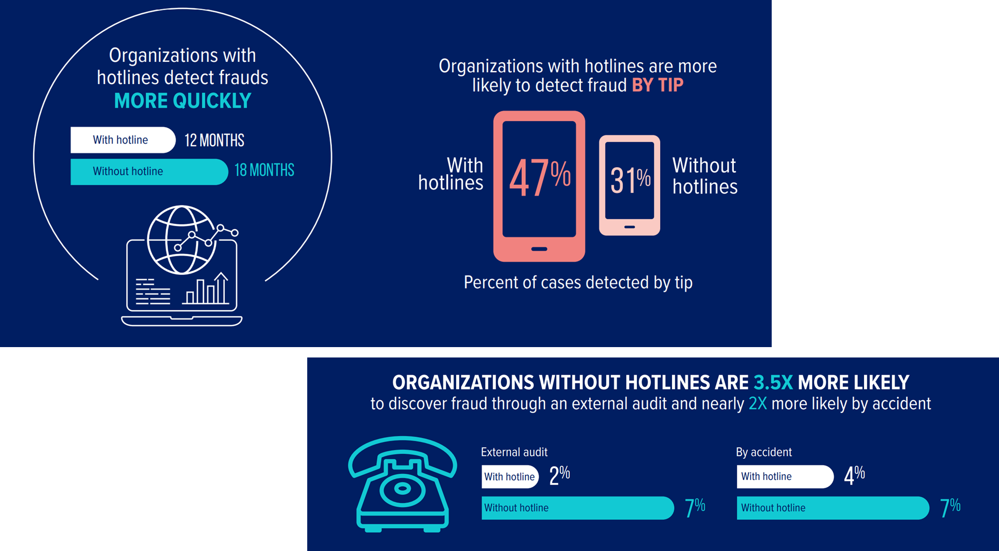 Organizations with
hotlines detect frauds
MORE QUICKLY
With hotline 12 MONTHS
Without hotline 18 MONTHS
Organizations with hotlines are more
likely to detect fraud BY TIP
With
hotlines
47%
31%
Without
hotlines
Percent of cases detected by tip
ORGANIZATIONS WITHOUT HOTLINES ARE 3.5X MORE LIKELY
to discover fraud through an external audit and nearly 2X more likely by accident
External audit
With hotline 2%
Without hotline 7%
By accident
With hotline 4%
Without hotline 7%